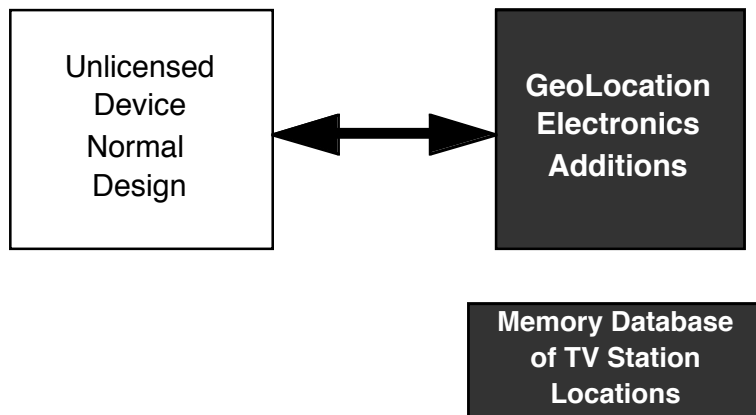 Unlicensed
Device
Normal
Design
GeoLocation
Electronics
Additions
Memory Database
of TV Station
Locations